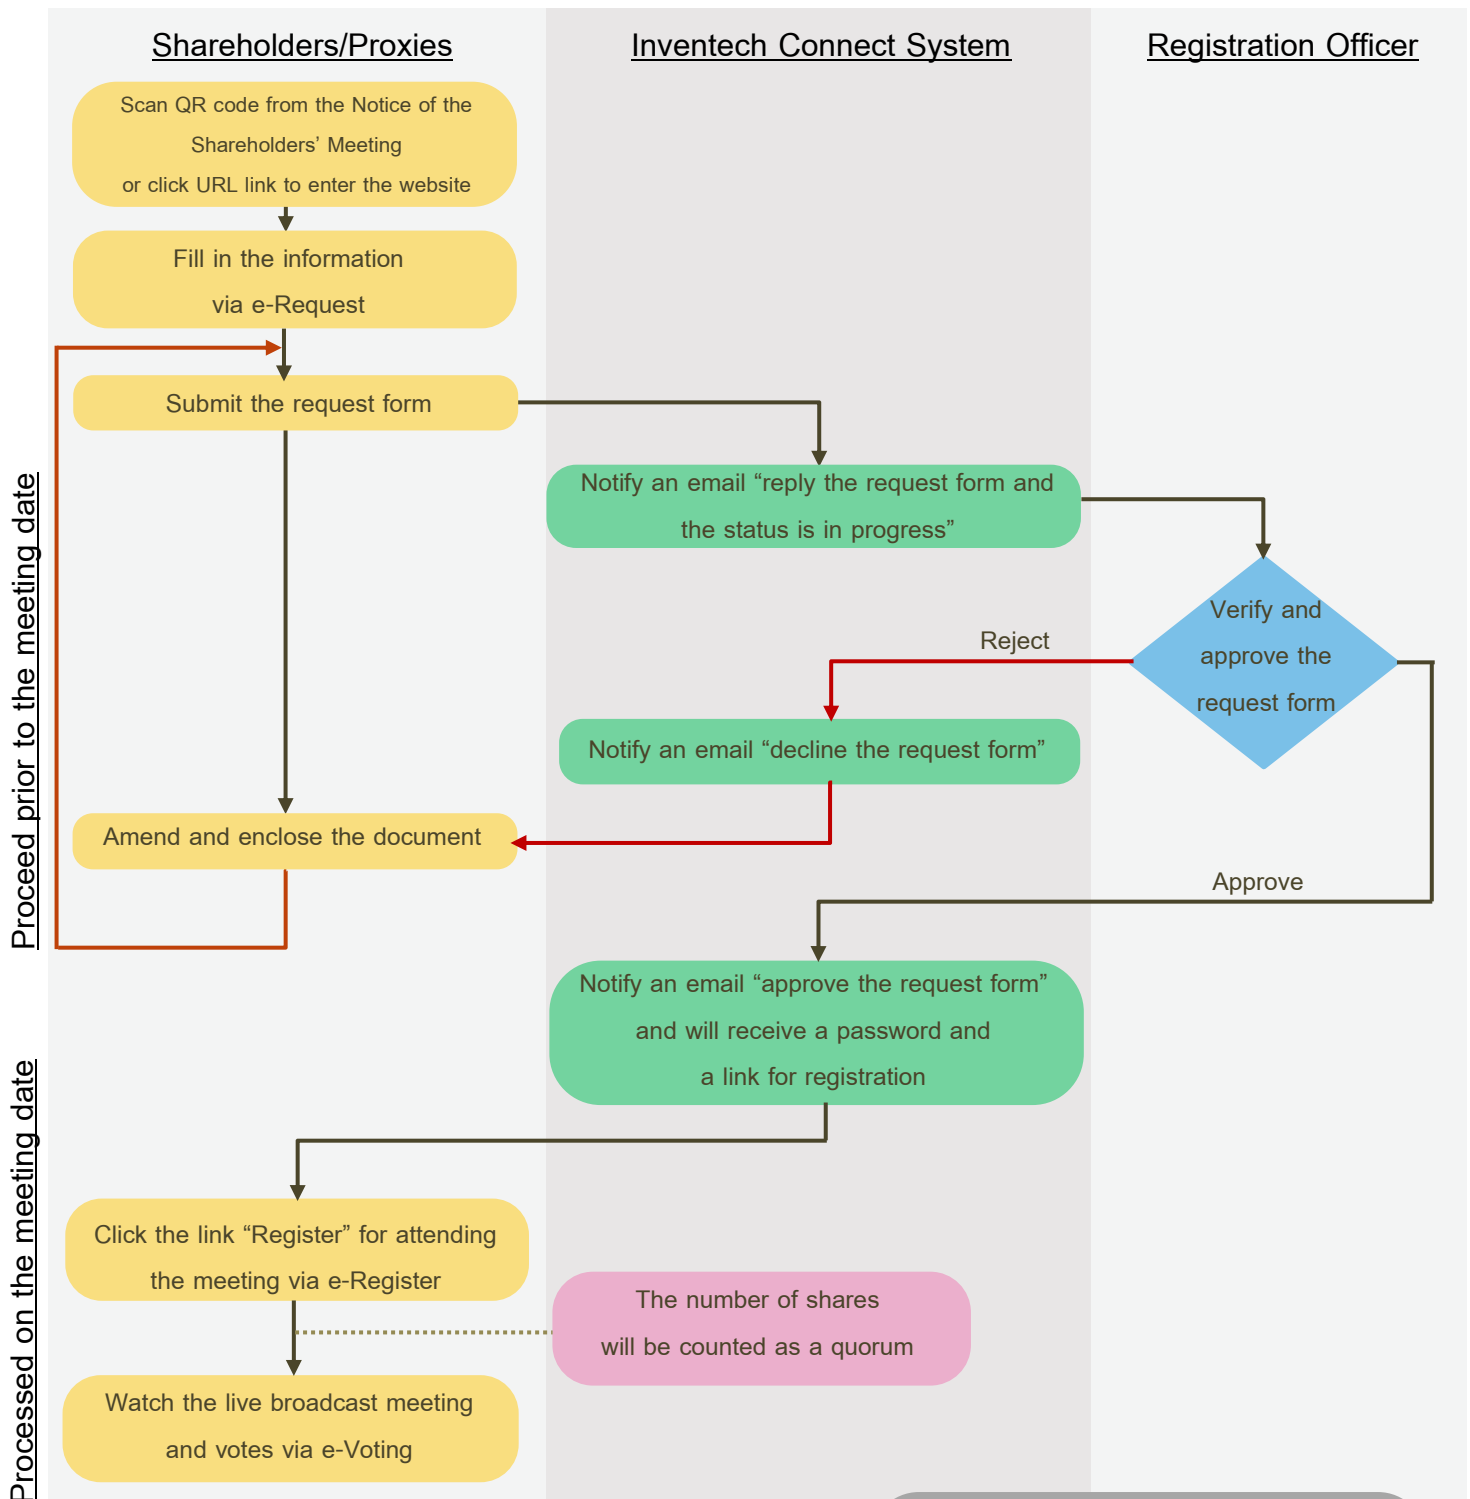 Shareholders/Proxies
Inventech Connect System
Registration Officer
Scan QR code from the Notice of the
Shareholders’ Meeting
or click URL link to enter the website
Fill in the information
via e-Request
Submit the request form
Notify an email “reply the request form and
the status is in progress”
Verify and
approve the
request form
Reject
Notify an email “decline the request form”
Amend and enclose the document
Approve
Notify an email “approve the request form”
and will receive a password and
a link for registration
Click the link “Register” for attending
the meeting via e-Register
The number of shares
will be counted as a quorum
Watch the live broadcast meeting
and votes via e-Voting
Proceed prior to the meeting date
Processed on the meeting date